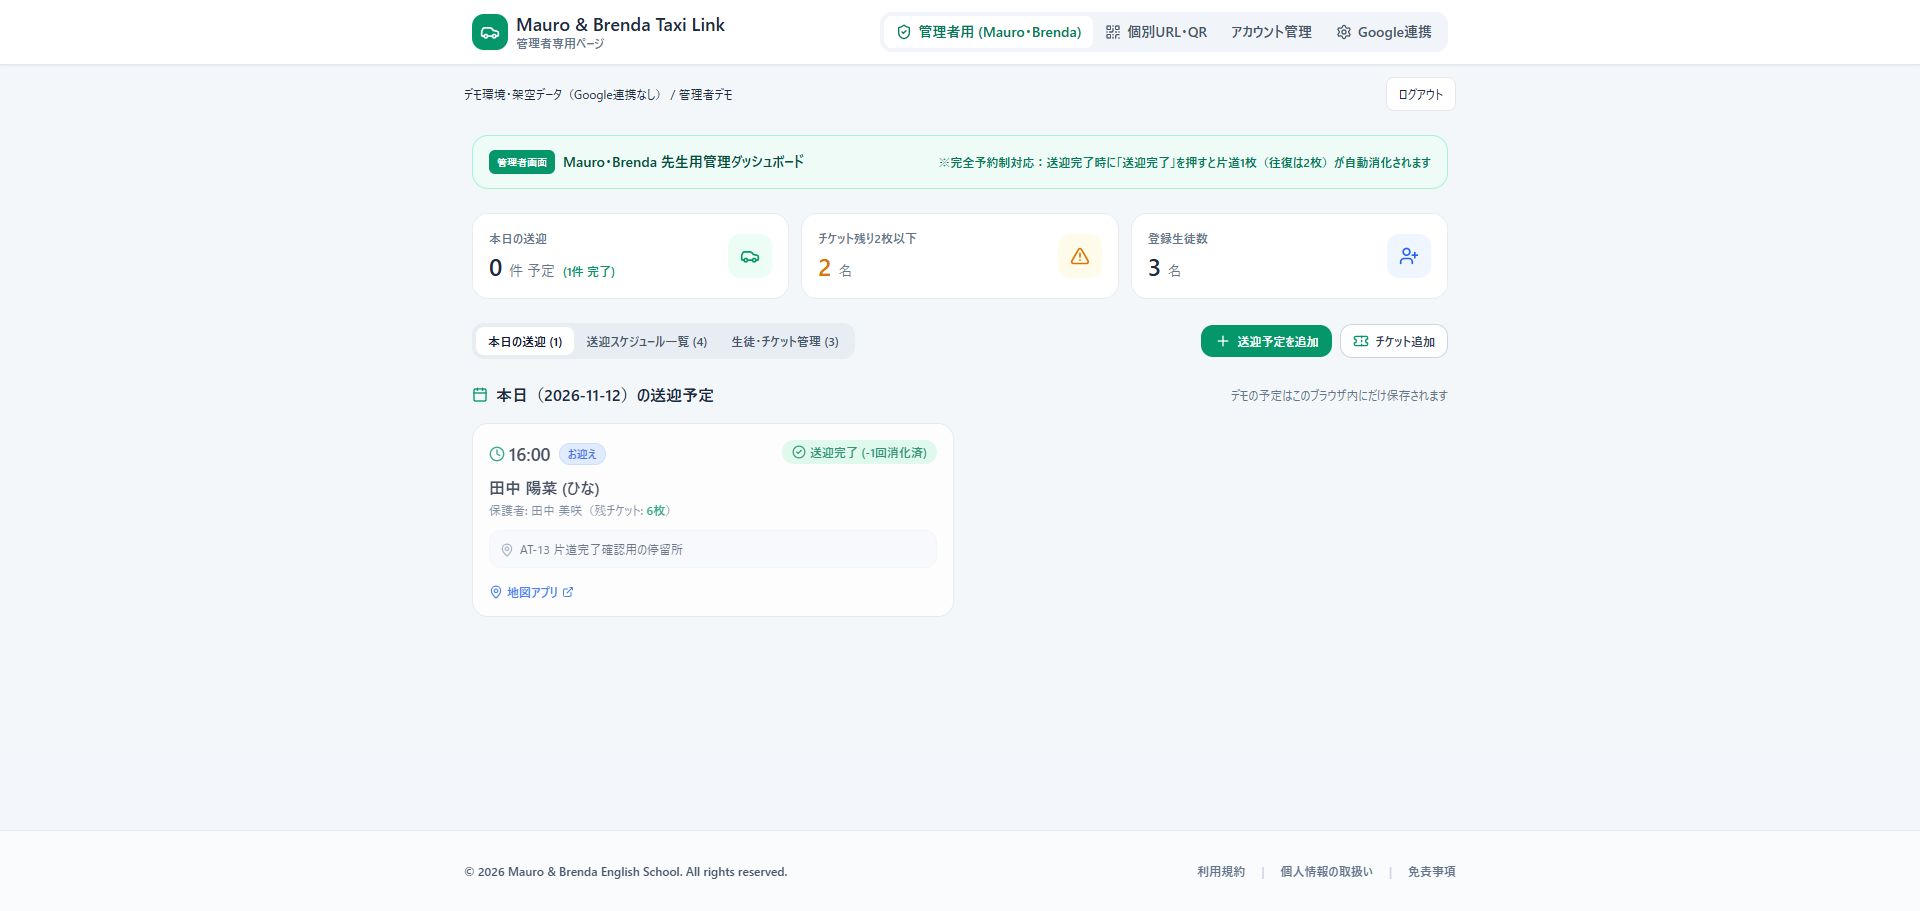 Mauro & Brenda Taxi Link
管理者専用ページ
管理者用 (Mauro・Brenda)
個別URL・QR
アカウント管理
Google連携
デモ環境・架空データ（Google連携なし） / 管理者デモ
ログアウト
管理者画面
Mauro・Brenda 先生用管理ダッシュボード
※完全予約制対応：送迎完了時に「送迎完了」を押すと片道1枚（往復は2枚）が自動消化されます
本日の送迎
0 件 予定 (1件 完了)
チケット残り2枚以下
2 名
登録生徒数
3 名
本日の送迎 (1)
送迎スケジュール一覧 (4)
生徒・チケット管理 (3)
送迎予定を追加
チケット追加
本日（2026-11-12）の送迎予定
デモの予定はこのブラウザ内にだけ保存されます
16:00 お迎え
送迎完了 (-1回消化済)
田中 陽菜 (ひな)
保護者: 田中 美咲（残チケット: 6枚）
AT-13 片道完了確認用の停留所
地図アプリ
© 2026 Mauro & Brenda English School. All rights reserved.
利用規約 | 個人情報の取扱い | 免責事項